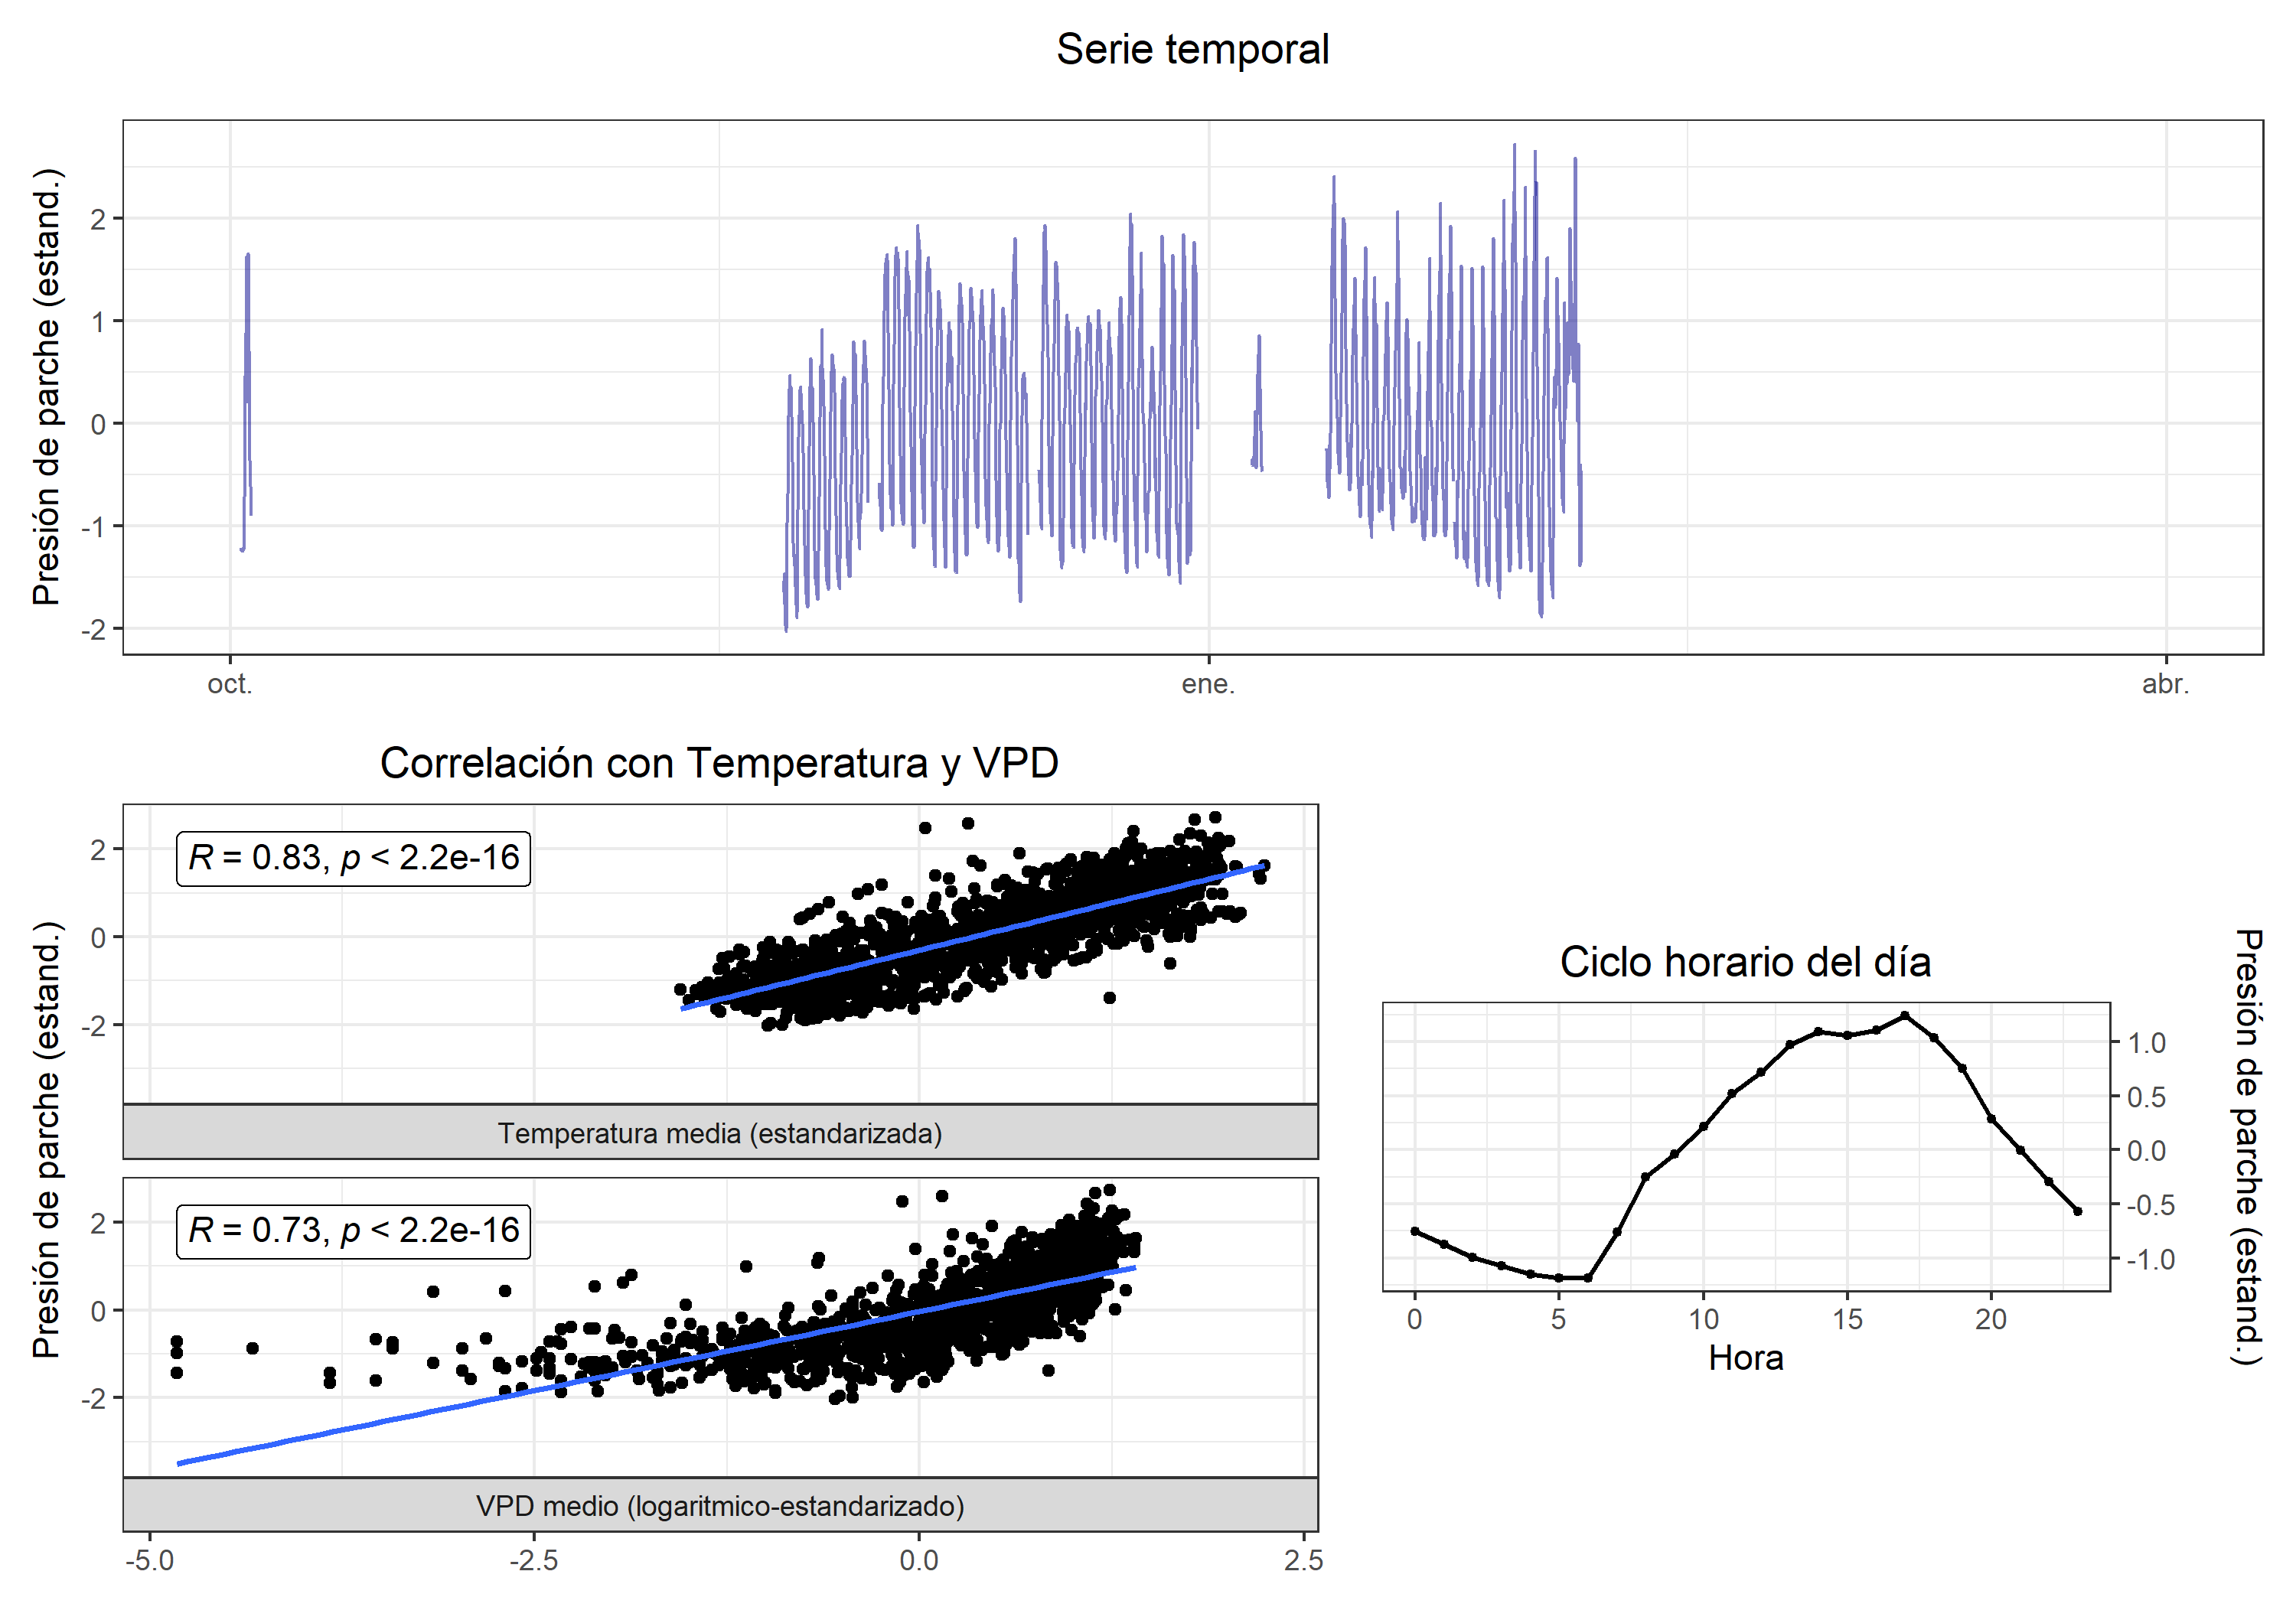 Serie temporal
Presión de parche (estand.)
2
1
0
-1
-2
oct.
ene.
abr.
Correlación con Temperatura y VPD
Presión de parche (estand.)
2
0
-2
R = 0.83, p < 2.2e-16
Temperatura media (estandarizada)
2
0
-2
R = 0.73, p < 2.2e-16
VPD medio (logaritmico-estandarizado)
-5.0
-2.5
0.0
2.5
Ciclo horario del día
1.0
0.5
0.0
-0.5
-1.0
Presión de parche (estand.)
0
5
10
15
20
Hora